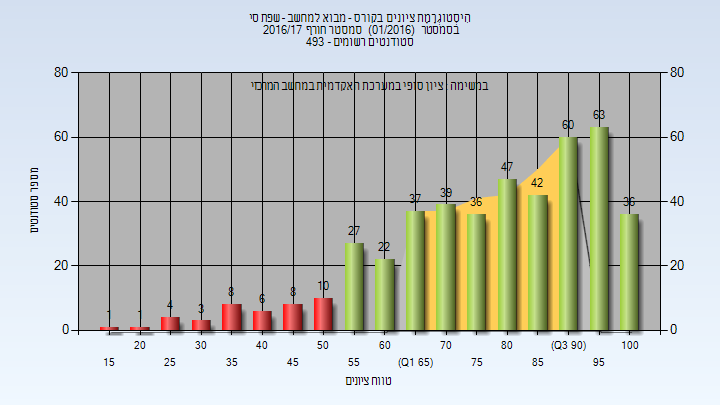 היסטוגרמת ציונים בקורס - מבוא למחשב - שפת סי
בסמסטר (01/2016) סמסטר חורף 2016/17
סטודנטים רשומים - 493
במשימה : ציון סופי במערכת האקדמית במחשב המרכזי
80 80
60 60
40 40
20 20
0 0
מספר סטודנטים
1 1 4 3 8 6 8 10 27 22 37 39 36 47 42 60 63 36
20 30 40 50 60 70 80 (Q3 90) 100
15 25 35 45 55 (Q1 65) 75 85 95
טווח ציונים